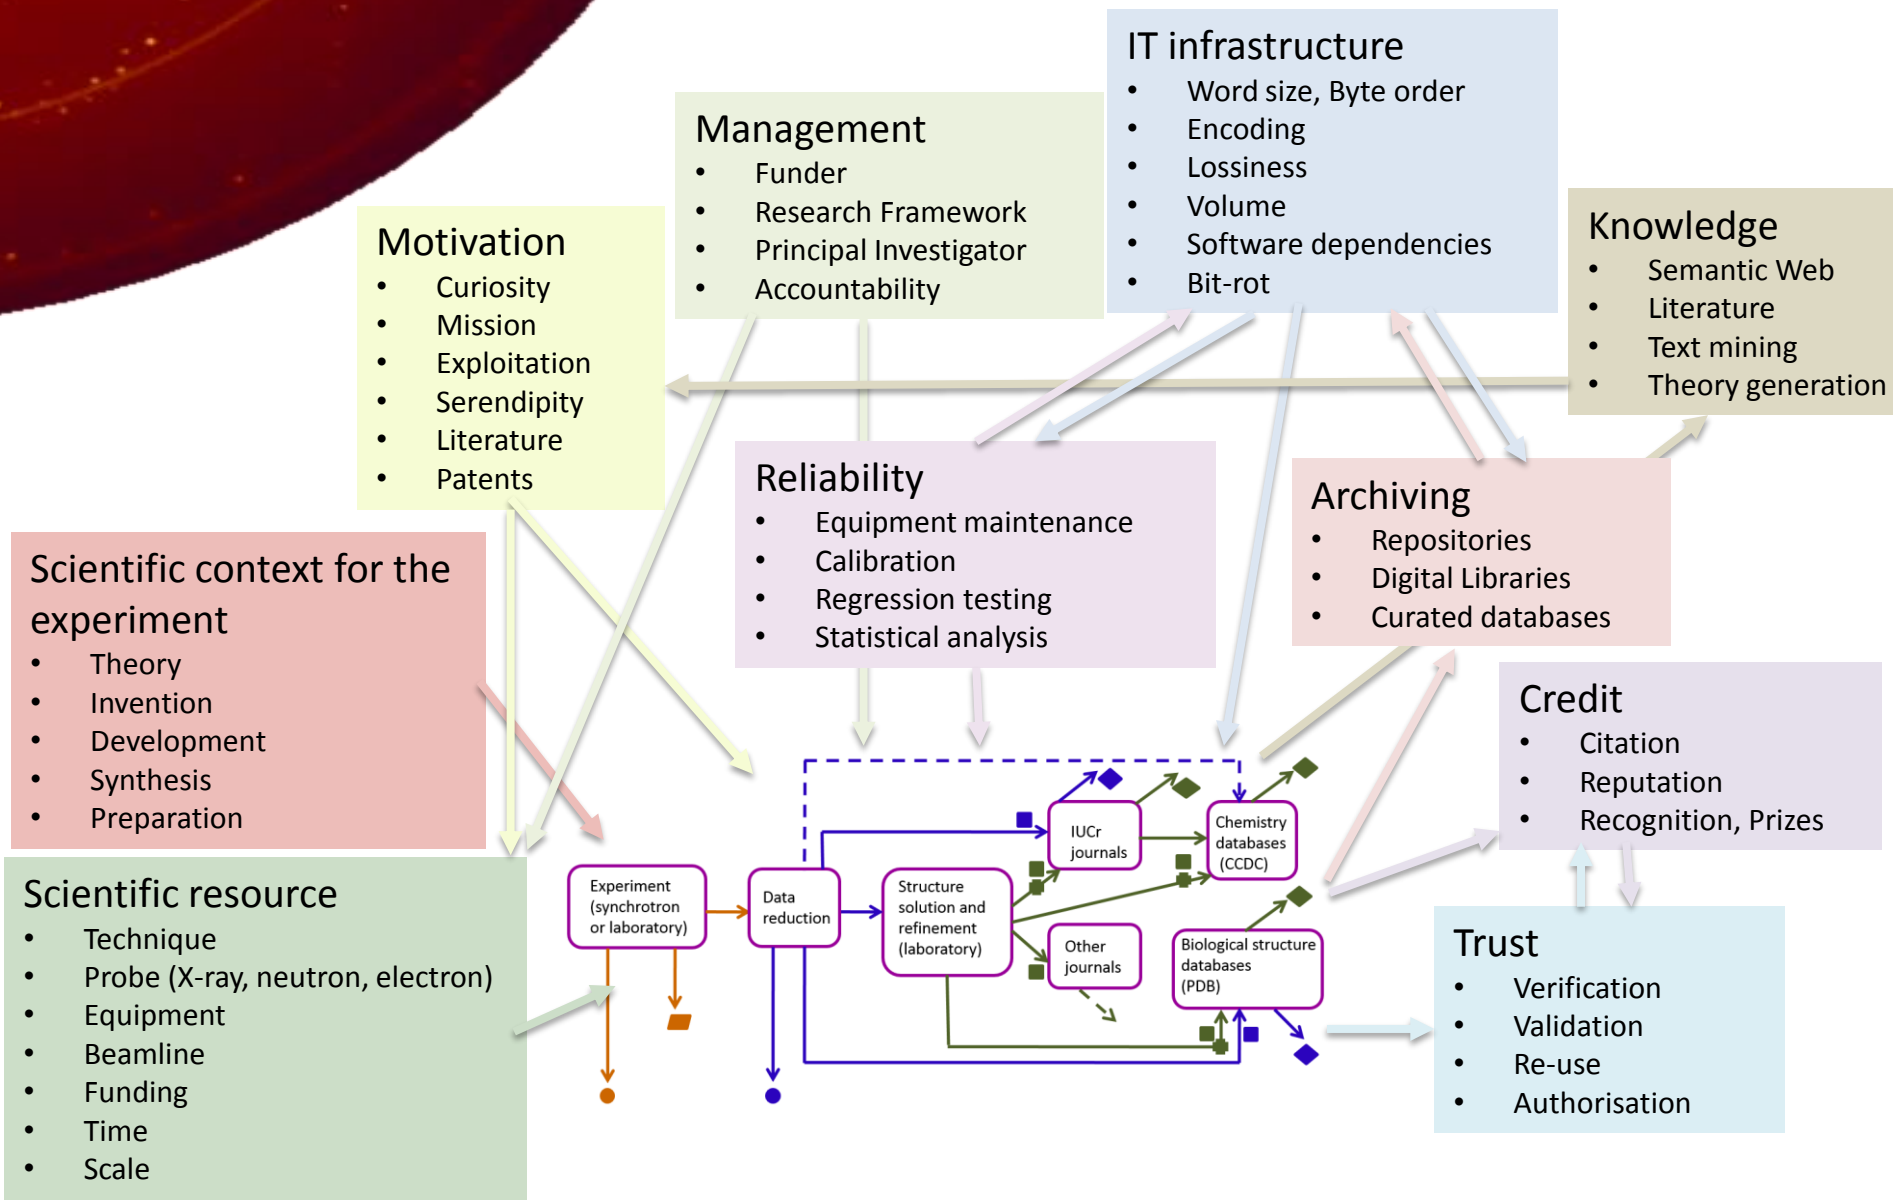 IT infrastructure
• Word size, Byte order
• Encoding
• Lossiness
• Volume
• Software dependencies
• Bit-rot
Management
• Funder
• Research Framework
• Principal Investigator
• Accountability
Knowledge
• Semantic Web
• Literature
• Text mining
• Theory generation
Motivation
• Curiosity
• Mission
• Exploitation
• Serendipity
• Literature
• Patents
Reliability
• Equipment maintenance
• Calibration
• Regression testing
• Statistical analysis
Archiving
• Repositories
• Digital Libraries
• Curated databases
Scientific context for the
experiment
• Theory
• Invention
• Development
• Synthesis
• Preparation
Credit
• Citation
• Reputation
• Recognition, Prizes
Scientific resource
• Technique
• Probe (X-ray, neutron, electron)
• Equipment
• Beamline
• Funding
• Time
• Scale
Experiment
(synchrotron
or laboratory)
Data
reduction
Structure
solution and
refinement
(laboratory)
IUCr
journals
Chemistry
databases
(CCDC)
Other
journals
Biological structure
databases
(PDB)
Trust
• Verification
• Validation
• Re-use
• Authorisation